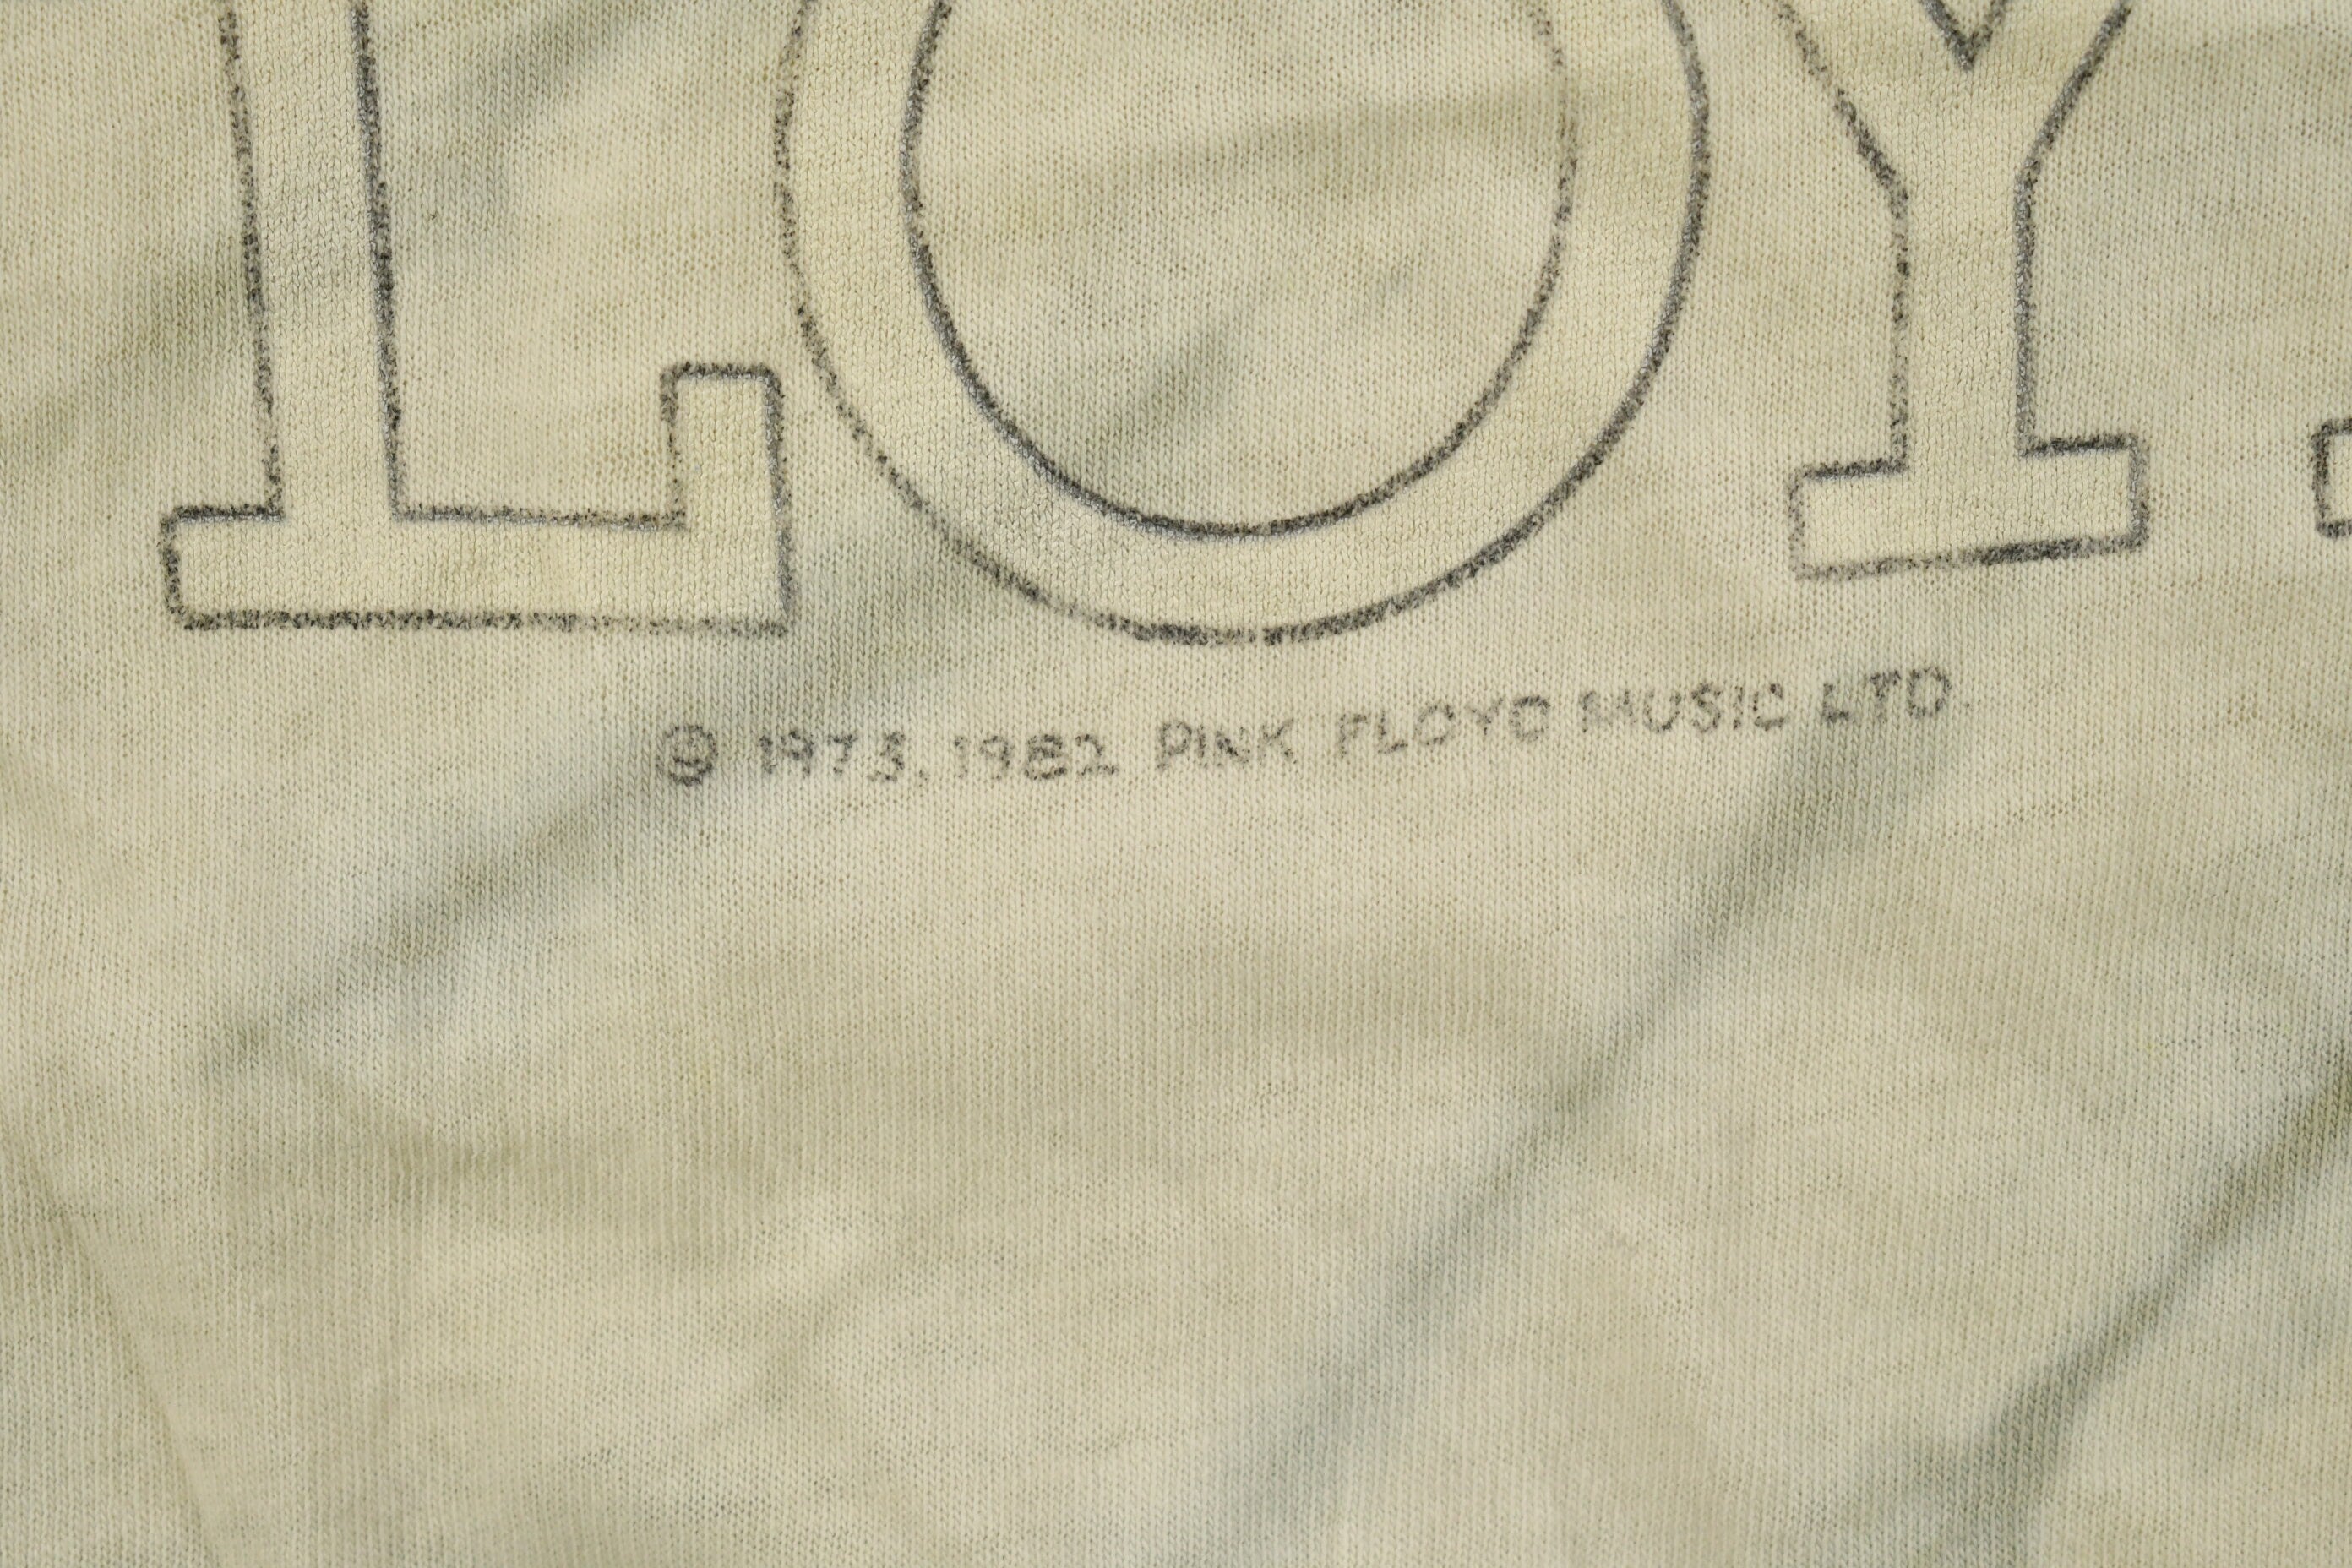 LOY
© 1973, 1982 PINK FLOYD MUSIC LTD.